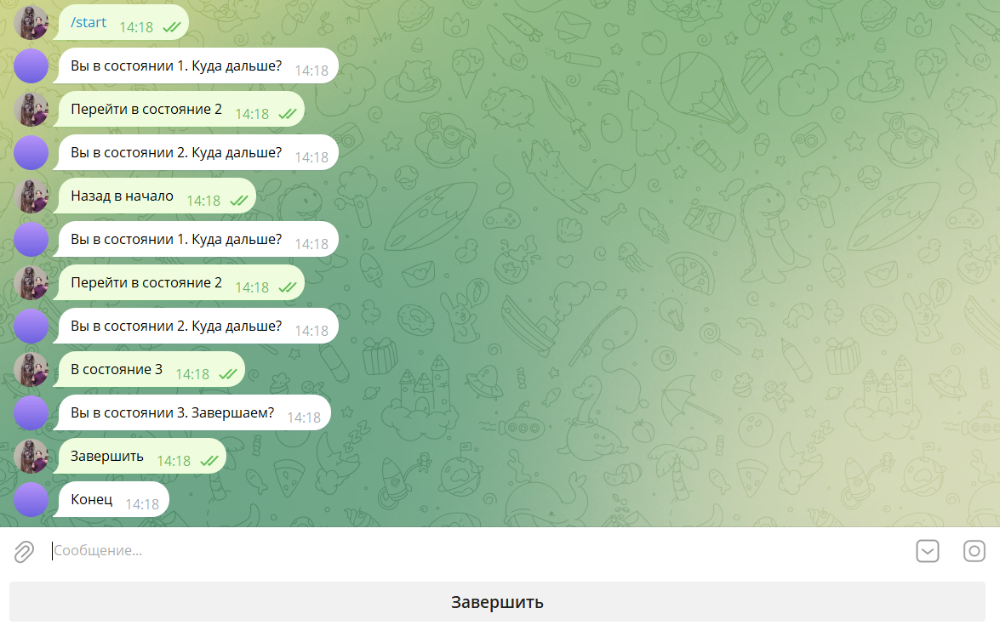 /start 14:18
Вы в состоянии 1. Куда дальше? 14:18
Перейти в состояние 2 14:18
Вы в состоянии 2. Куда дальше? 14:18
Назад в начало 14:18
Вы в состоянии 1. Куда дальше? 14:18
Перейти в состояние 2 14:18
Вы в состоянии 2. Куда дальше? 14:18
В состояние 3 14:18
Вы в состоянии 3. Завершаем? 14:18
Завершить 14:18
Конец 14:18
Сообщение...
Завершить